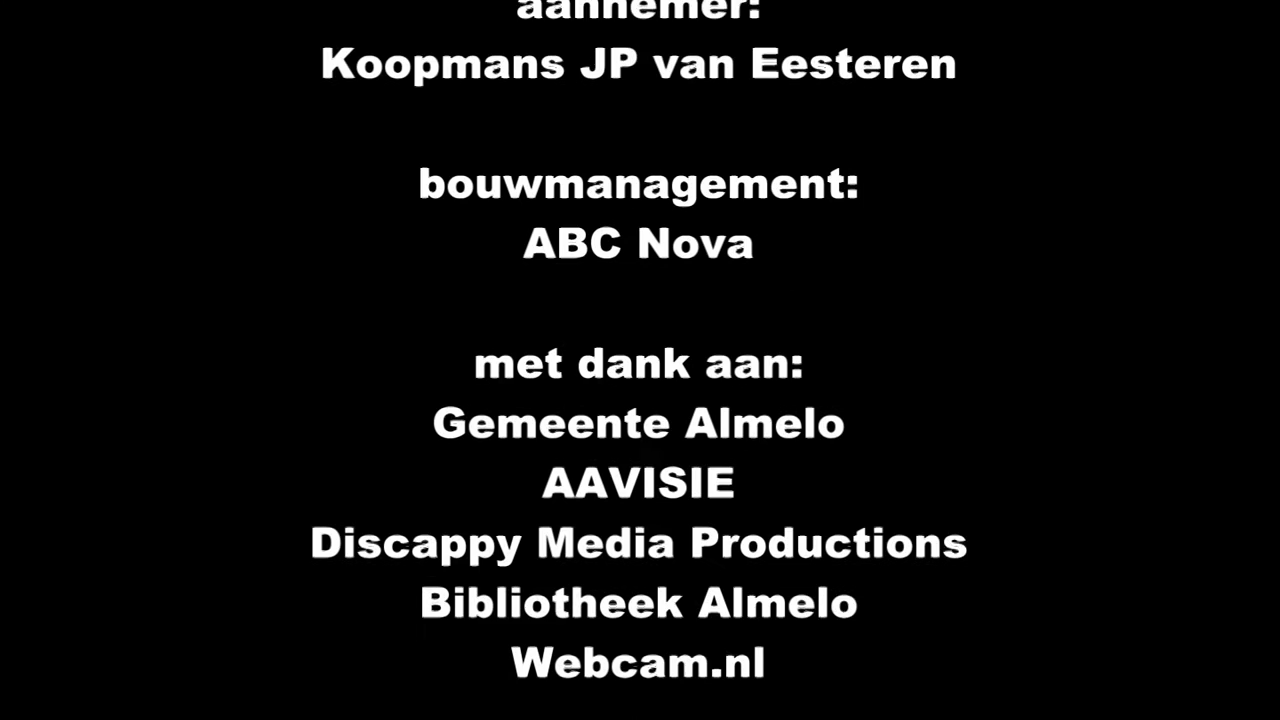 aannemer:
Koopmans JP van Eesteren
bouwmanagement:
ABC Nova
met dank aan:
Gemeente Almelo
AAVISIE
Discappy Media Productions
Bibliotheek Almelo
Webcam.nl